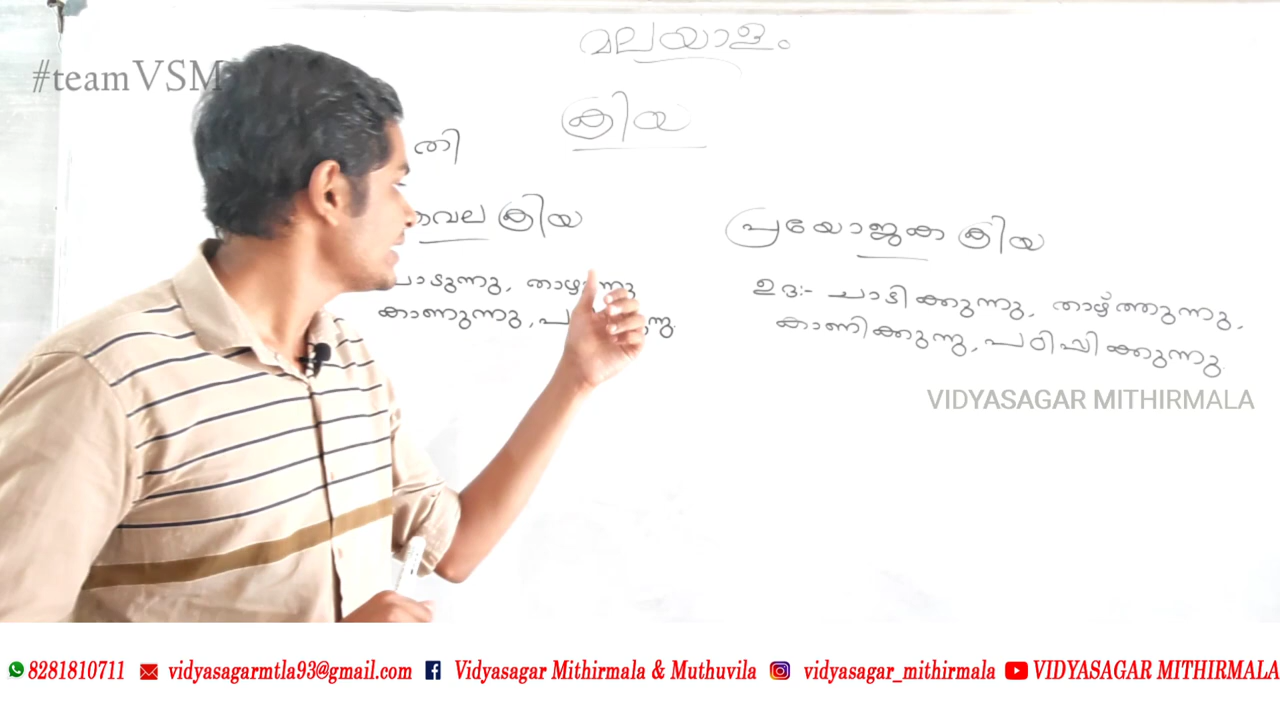 #teamVSM
മലയാളം
ക്രിയ
തി
കേവല ക്രിയ
പ്രയോജക ക്രിയ
ചാടുന്നു, താഴുന്നു
കാണുന്നു,
ഉദാ:- ചാടിക്കുന്നു, താഴ്ത്തുന്നു,
കാണിക്കുന്നു, പഠിപ്പിക്കുന്നു.
VIDYASAGAR MITHIRMALA
8281810711 vidyasagarmtla93@gmail.com Vidyasagar Mithirmala & Muthuvila vidyasagar_mithirmala VIDYASAGAR MITHIRMALA